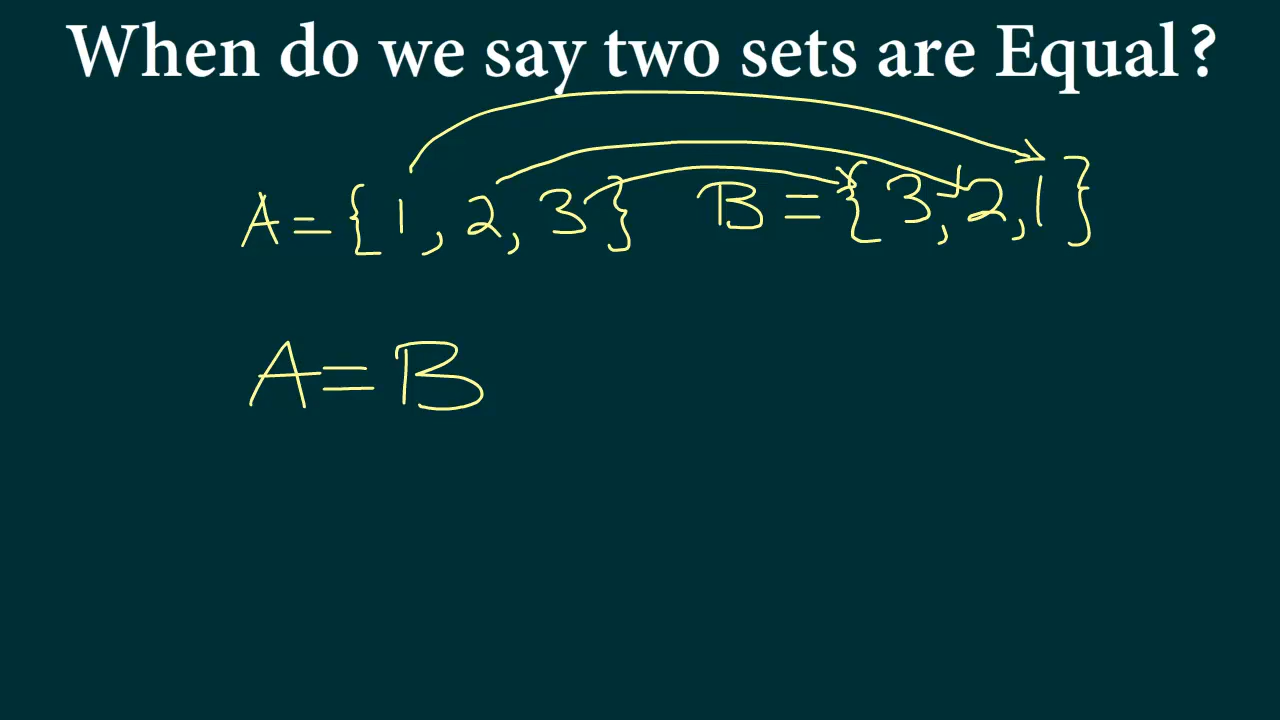 When do we say two sets are Equal?
A = {1, 2, 3} B = {3, 2, 1}
A = B